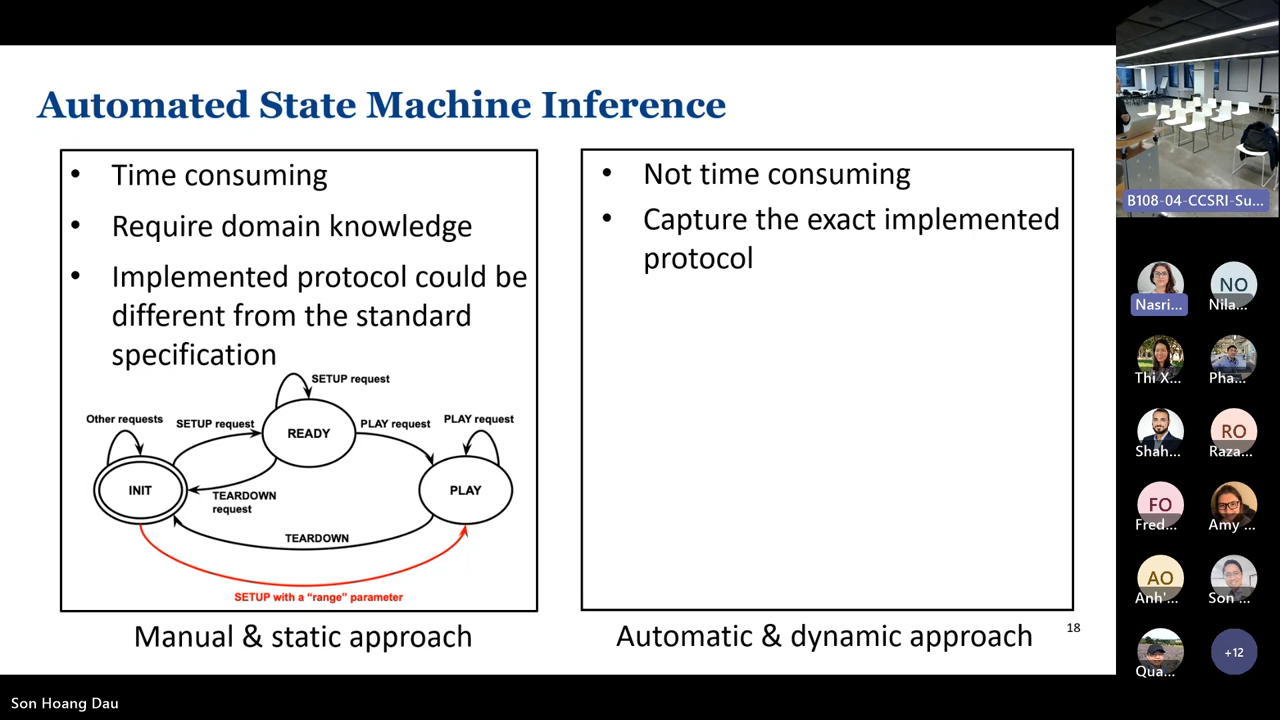 Automated State Machine Inference
• Time consuming
• Require domain knowledge
• Implemented protocol could be
different from the standard
specification
SETUP request
Other requests
SETUP request
READY
PLAY request
PLAY request
INIT
TEARDOWN
request
PLAY
TEARDOWN
SETUP with a “range” parameter
Manual & static approach
• Not time consuming
• Capture the exact implemented
protocol
Automatic & dynamic approach
18
B108-04-CCSRI-Su...
Nasri...
NO
Nila...
Thi X...
Pha...
Shah...
RO
Raza...
FO
Fred...
Amy ...
AO
Anh'...
Son ...
Qua...
+12
Son Hoang Dau